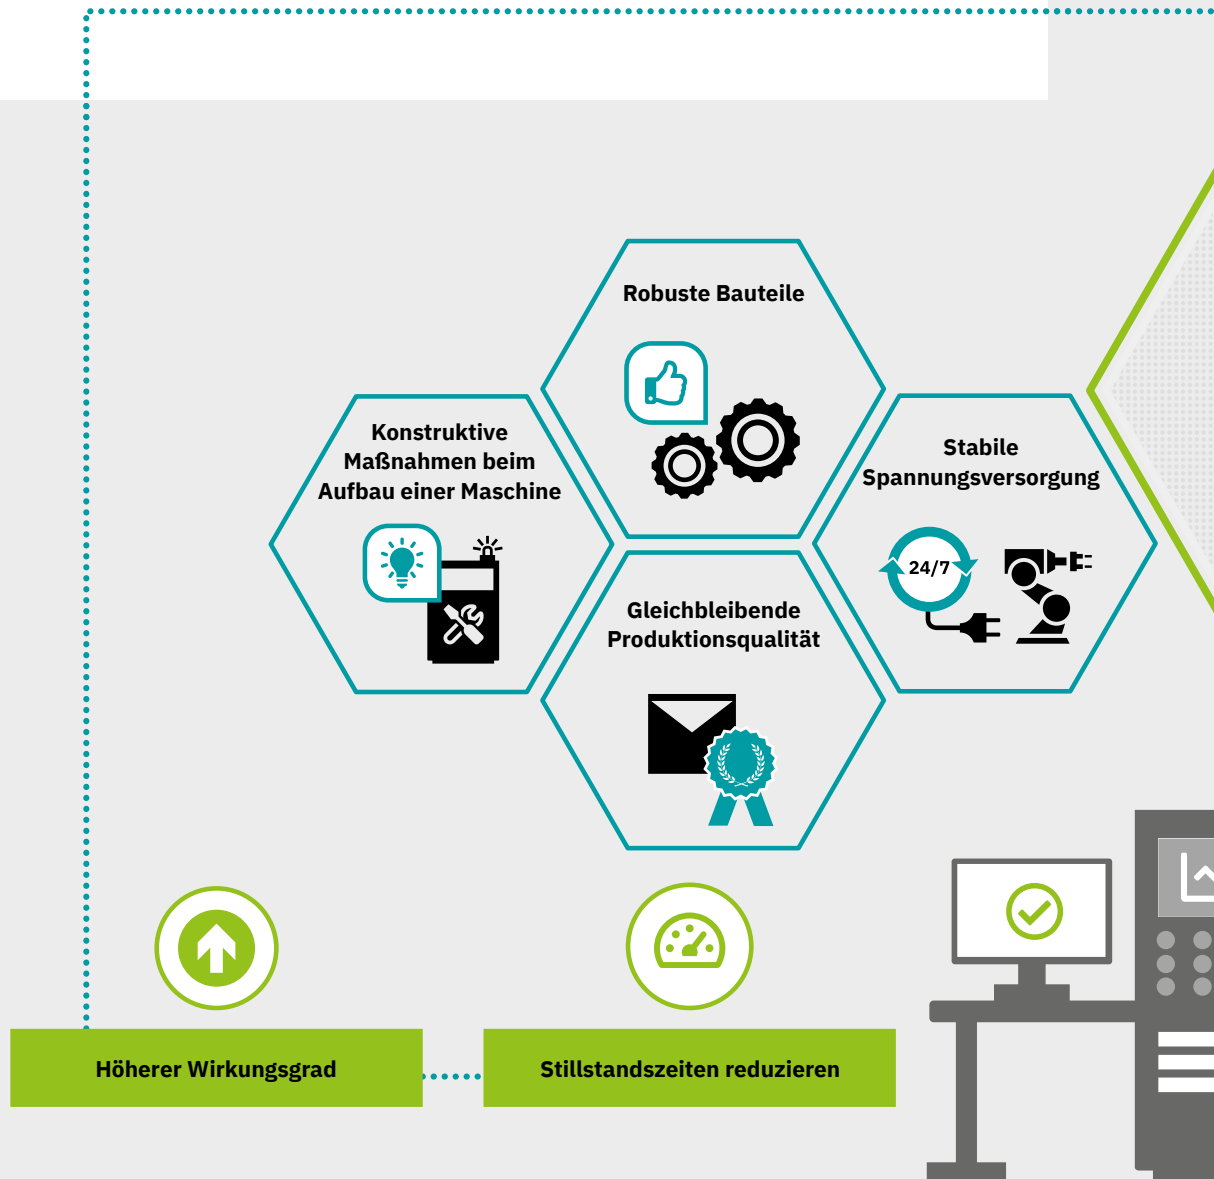 Robuste Bauteile
Konstruktive
Maßnahmen beim
Aufbau einer Maschine
Stabile
Spannungsversorgung
24/7
Gleichbleibende
Produktionsqualität
Höherer Wirkungsgrad
Stillstandszeiten reduzieren